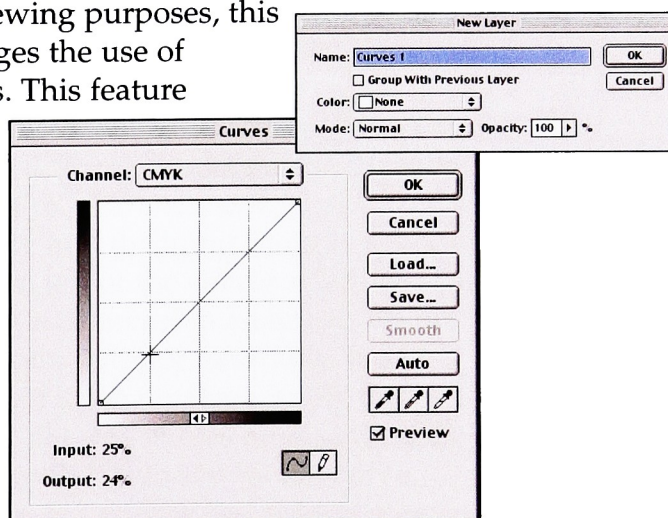 ewing purposes, this
ges the use of
s. This feature
New Layer
Name: Curves 1
OK
Group With Previous Layer
Cancel
Color: None
Mode: Normal
Opacity: 100 %
Curves
Channel: CMYK
OK
Cancel
Load...
Save...
Smooth
Auto
Preview
Input: 25%
Output: 24%